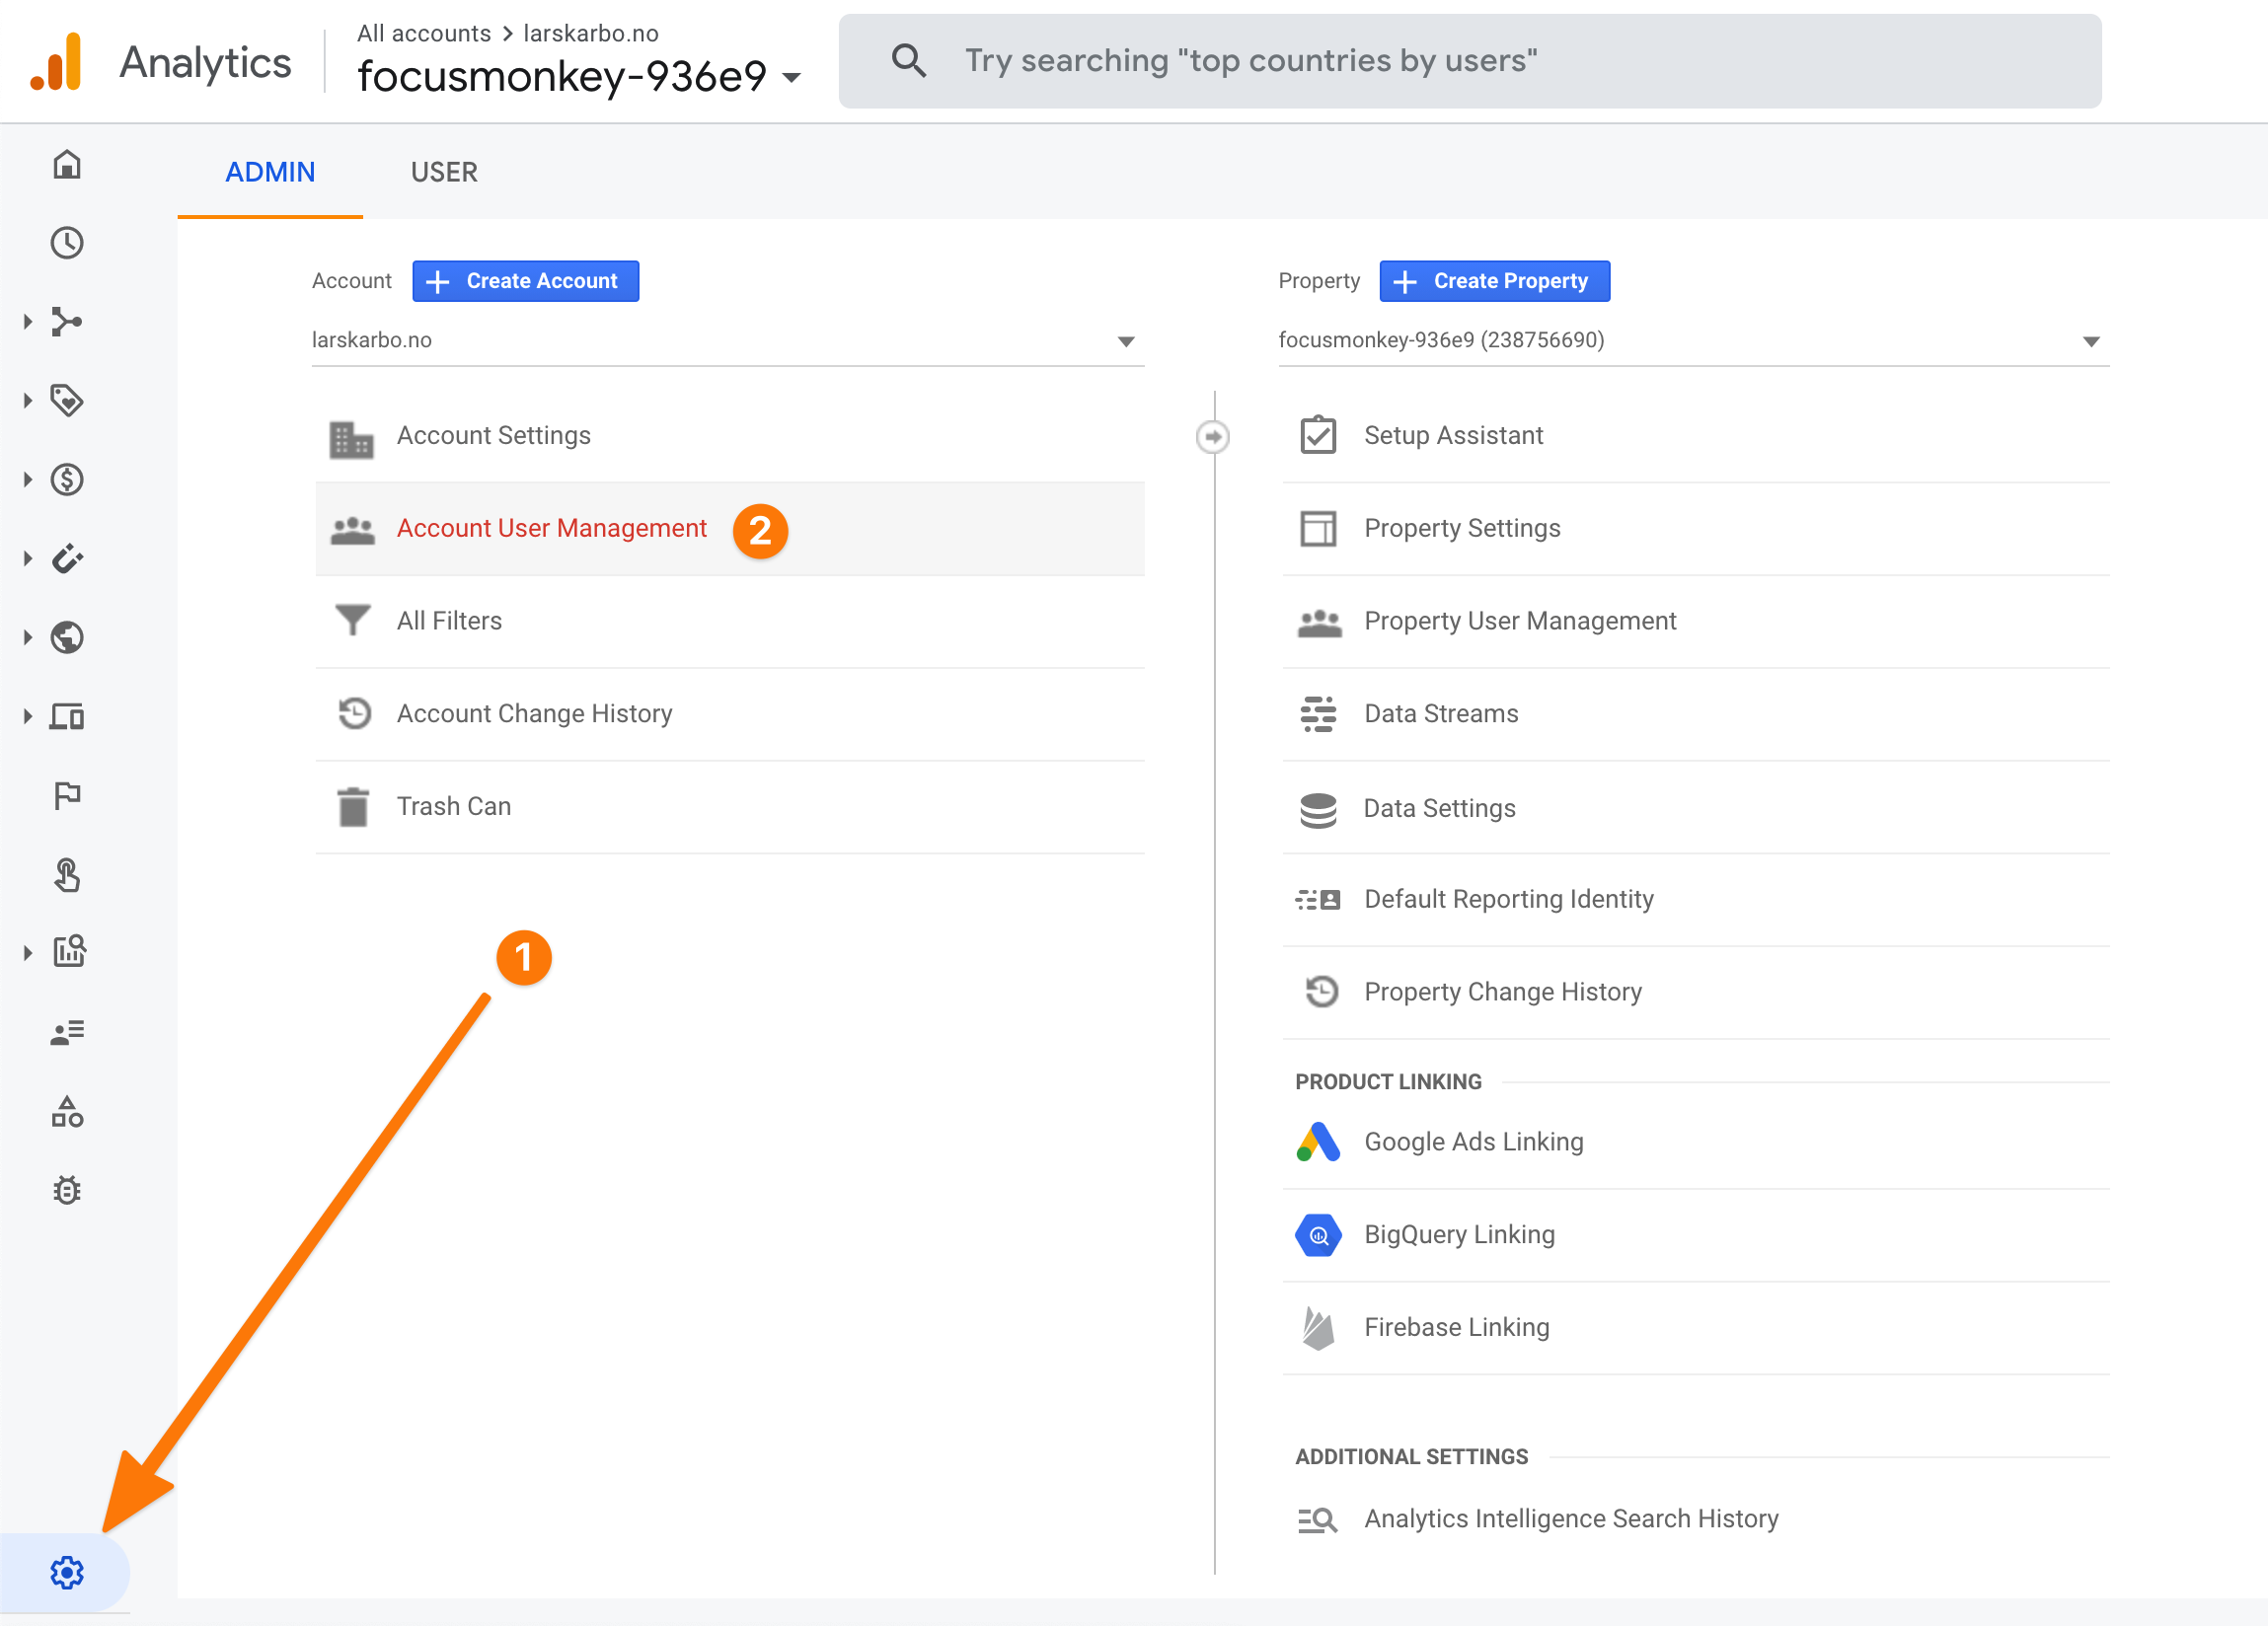 Analytics
All accounts > larskarbo.no
focusmonkey-936e9
Try searching "top countries by users"
ADMIN
USER
Account
Create Account
larskarbo.no
Account Settings
Account User Management
2
All Filters
Account Change History
Trash Can
1
Property
Create Property
focusmonkey-936e9 (238756690)
Setup Assistant
Property Settings
Property User Management
Data Streams
Data Settings
Default Reporting Identity
Property Change History
PRODUCT LINKING
Google Ads Linking
BigQuery Linking
Firebase Linking
ADDITIONAL SETTINGS
Analytics Intelligence Search History